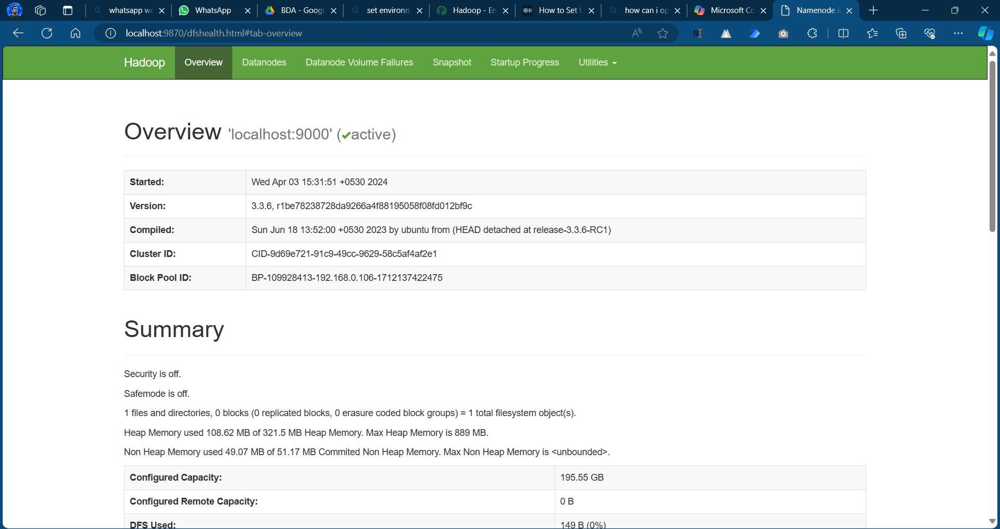 whatsapp we
WhatsApp
BDA - Googl
set environm
Hadoop - En
How to Set U
how can i op
Microsoft Co
Namenode i
localhost:9870/dfshealth.html#tab-overview
Hadoop
Overview
Datanodes
Datanode Volume Failures
Snapshot
Startup Progress
Utilities
Overview 'localhost:9000' (✔active)
Started: Wed Apr 03 15:31:51 +0530 2024
Version: 3.3.6, r1be78238728da9266a4f88195058f08fd012bf9c
Compiled: Sun Jun 18 13:52:00 +0530 2023 by ubuntu from (HEAD detached at release-3.3.6-RC1)
Cluster ID: CID-9d69e721-91c9-49cc-9629-58c5af4af2e1
Block Pool ID: BP-109928413-192.168.0.106-1712137422475
Summary
Security is off.
Safemode is off.
1 files and directories, 0 blocks (0 replicated blocks, 0 erasure coded block groups) = 1 total filesystem object(s).
Heap Memory used 108.62 MB of 321.5 MB Heap Memory. Max Heap Memory is 889 MB.
Non Heap Memory used 49.07 MB of 51.17 MB Commited Non Heap Memory. Max Non Heap Memory is <unbounded>.
Configured Capacity: 195.55 GB
Configured Remote Capacity: 0 B
DFS Used: 149 B (0%)